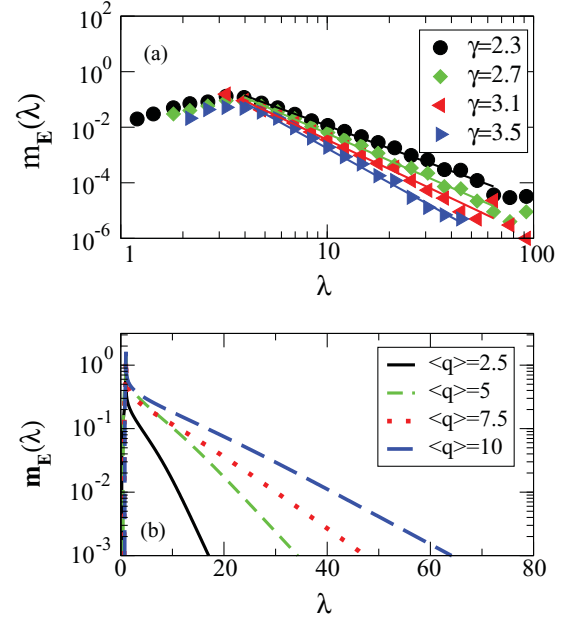 10^2
10^0
10^-2
10^-4
10^-6
m_E(λ)
(a)
γ=2.3
γ=2.7
γ=3.1
γ=3.5
1 10 100
λ
10^0
10^-1
10^-2
10^-3
m_E(λ)
<q>=2.5
<q>=5
<q>=7.5
<q>=10
(b)
0 20 40 60 80
λ